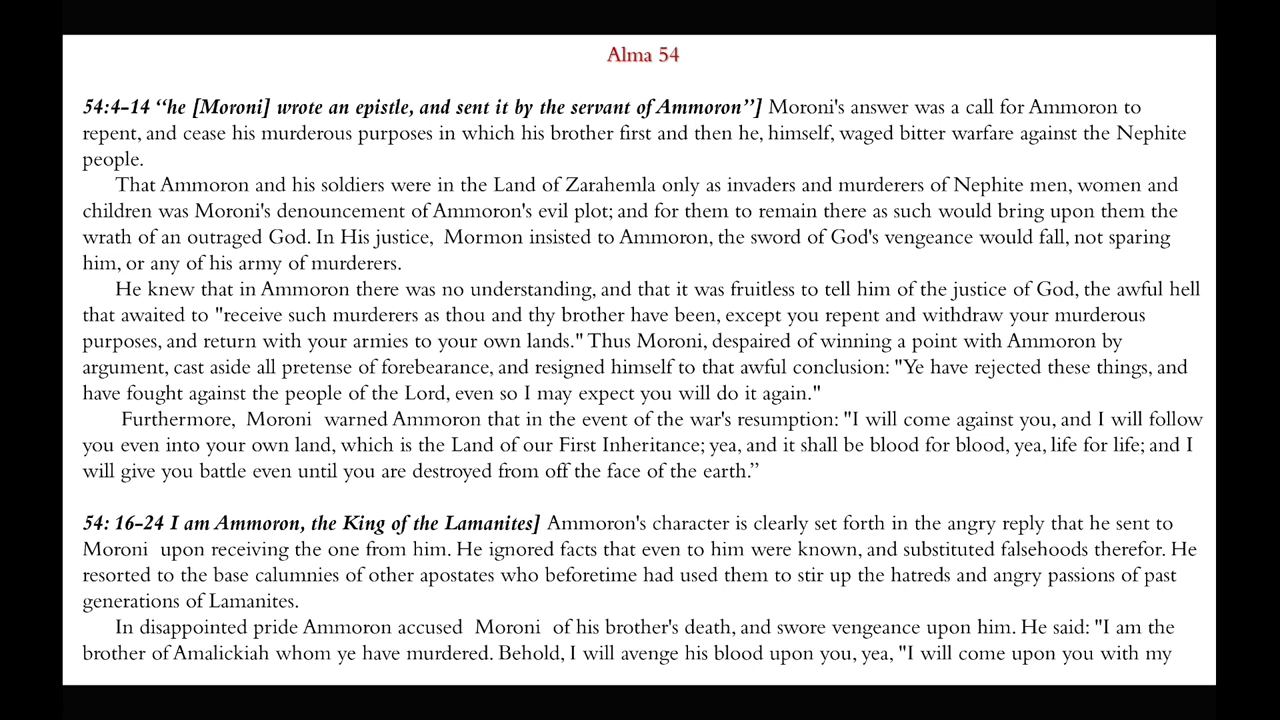 Alma 54
54:4-14 “he [Moroni] wrote an epistle, and sent it by the servant of Ammoron”] Moroni's answer was a call for Ammoron to
repent, and cease his murderous purposes in which his brother first and then he, himself, waged bitter warfare against the Nephite
people.
That Ammoron and his soldiers were in the Land of Zarahemla only as invaders and murderers of Nephite men, women and
children was Moroni's denouncement of Ammoron's evil plot; and for them to remain there as such would bring upon them the
wrath of an outraged God. In His justice, Mormon insisted to Ammoron, the sword of God's vengeance would fall, not sparing
him, or any of his army of murderers.
He knew that in Ammoron there was no understanding, and that it was fruitless to tell him of the justice of God, the awful hell
that awaited to "receive such murderers as thou and thy brother have been, except you repent and withdraw your murderous
purposes, and return with your armies to your own lands." Thus Moroni, despaired of winning a point with Ammoron by
argument, cast aside all pretense of forebearance, and resigned himself to that awful conclusion: "Ye have rejected these things, and
have fought against the people of the Lord, even so I may expect you will do it again."
Furthermore, Moroni warned Ammoron that in the event of the war's resumption: "I will come against you, and I will follow
you even into your own land, which is the Land of our First Inheritance; yea, and it shall be blood for blood, yea, life for life; and I
will give you battle even until you are destroyed from off the face of the earth.”
54: 16-24 I am Ammoron, the King of the Lamanites] Ammoron's character is clearly set forth in the angry reply that he sent to
Moroni upon receiving the one from him. He ignored facts that even to him were known, and substituted falsehoods therefor. He
resorted to the base calumnies of other apostates who beforetime had used them to stir up the hatreds and angry passions of past
generations of Lamanites.
In disappointed pride Ammoron accused Moroni of his brother's death, and swore vengeance upon him. He said: "I am the
brother of Amalickiah whom ye have murdered. Behold, I will avenge his blood upon you, yea, "I will come upon you with my